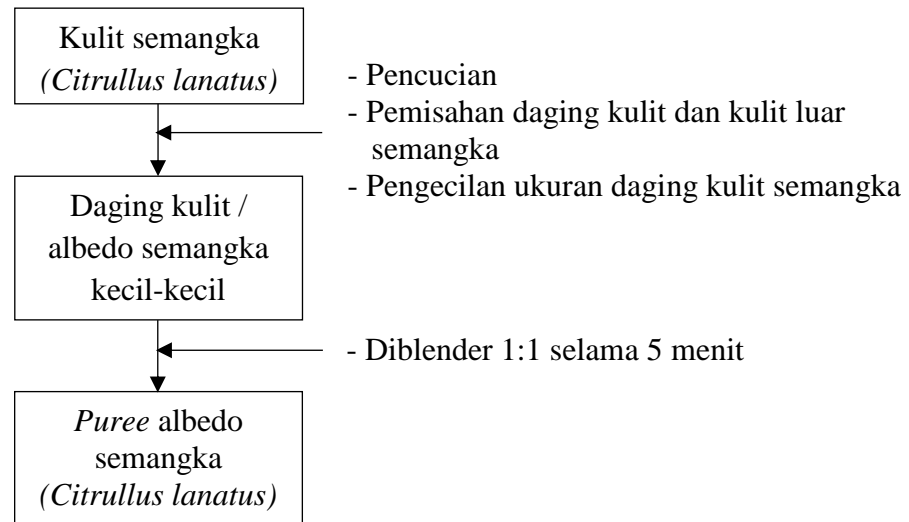 Kulit semangka
(Citrullus lanatus)
- Pencucian
- Pemisahan daging kulit dan kulit luar
semangka
- Pengecilan ukuran daging kulit semangka
Daging kulit /
albedo semangka
kecil-kecil
- Diblender 1:1 selama 5 menit
Puree albedo
semangka
(Citrullus lanatus)